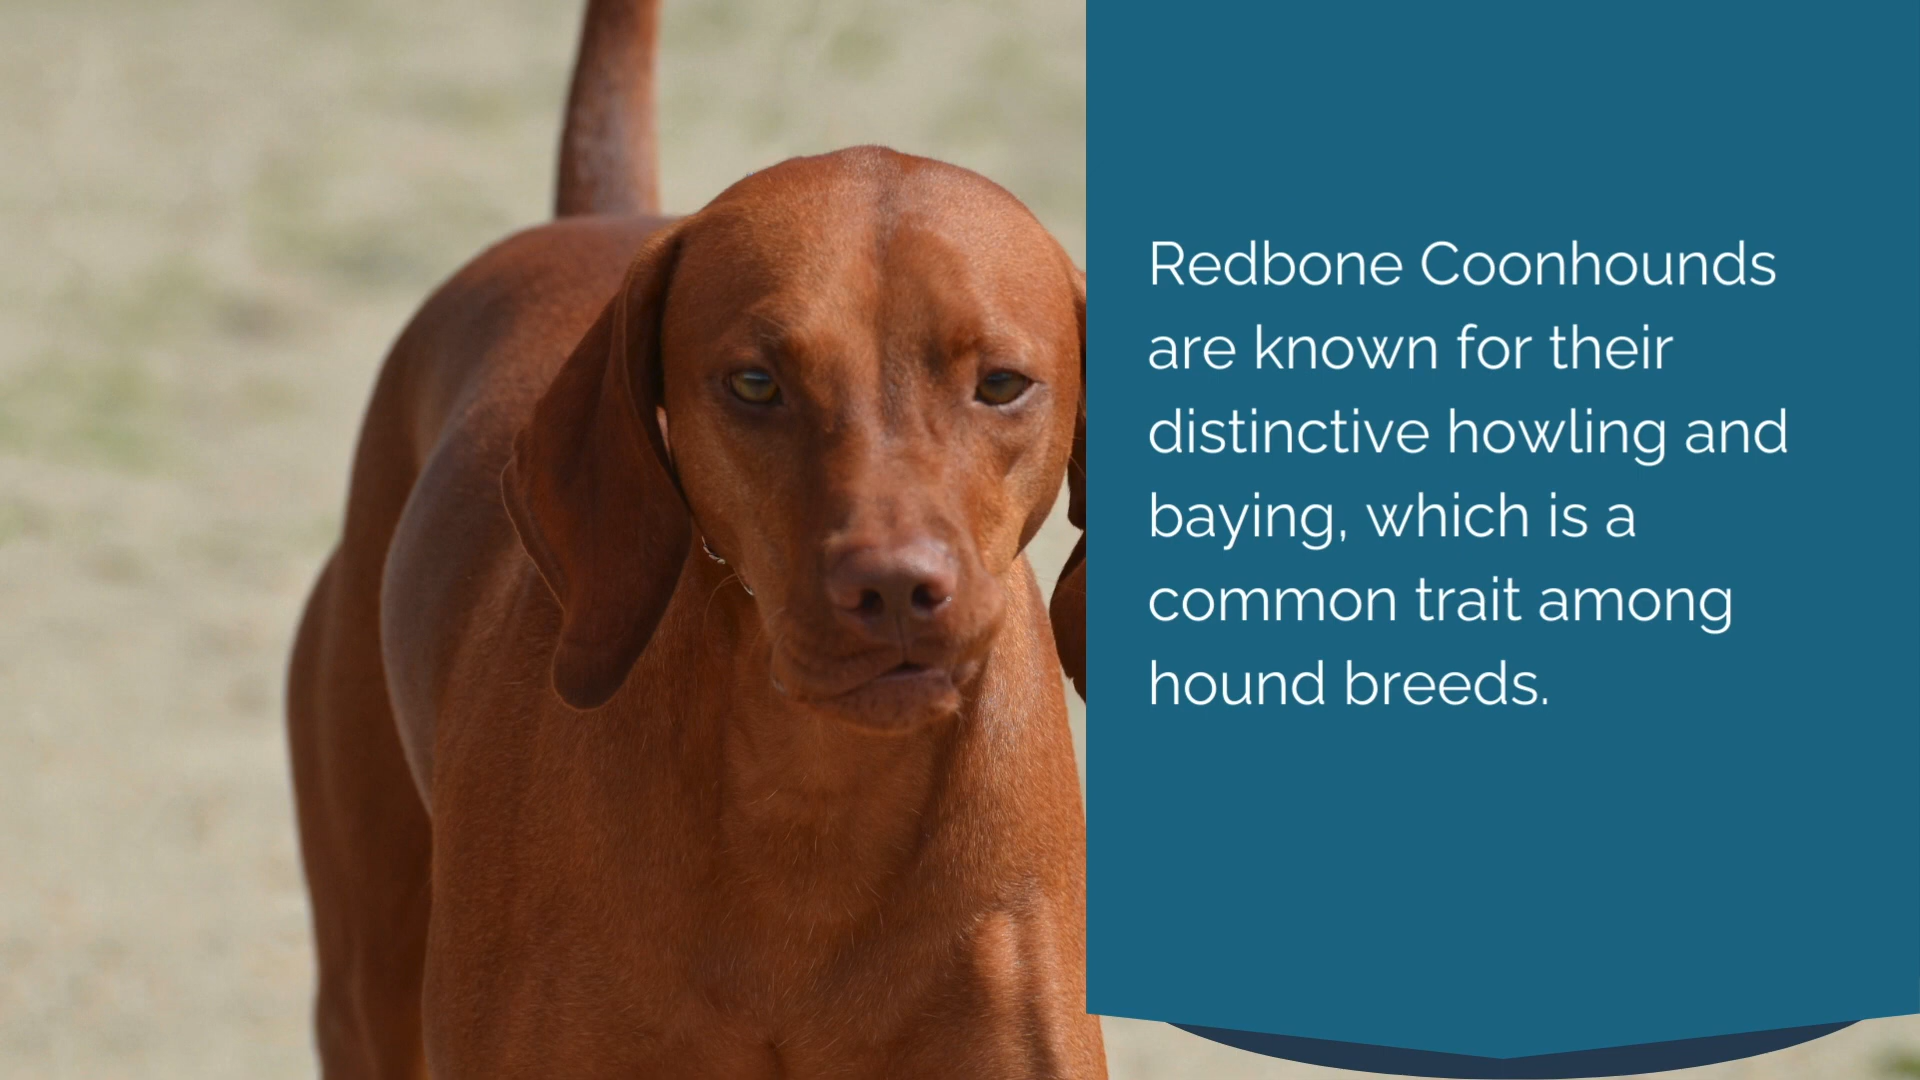 Redbone Coonhounds
are known for their
distinctive howling and
baying, which is a
common trait among
hound breeds.